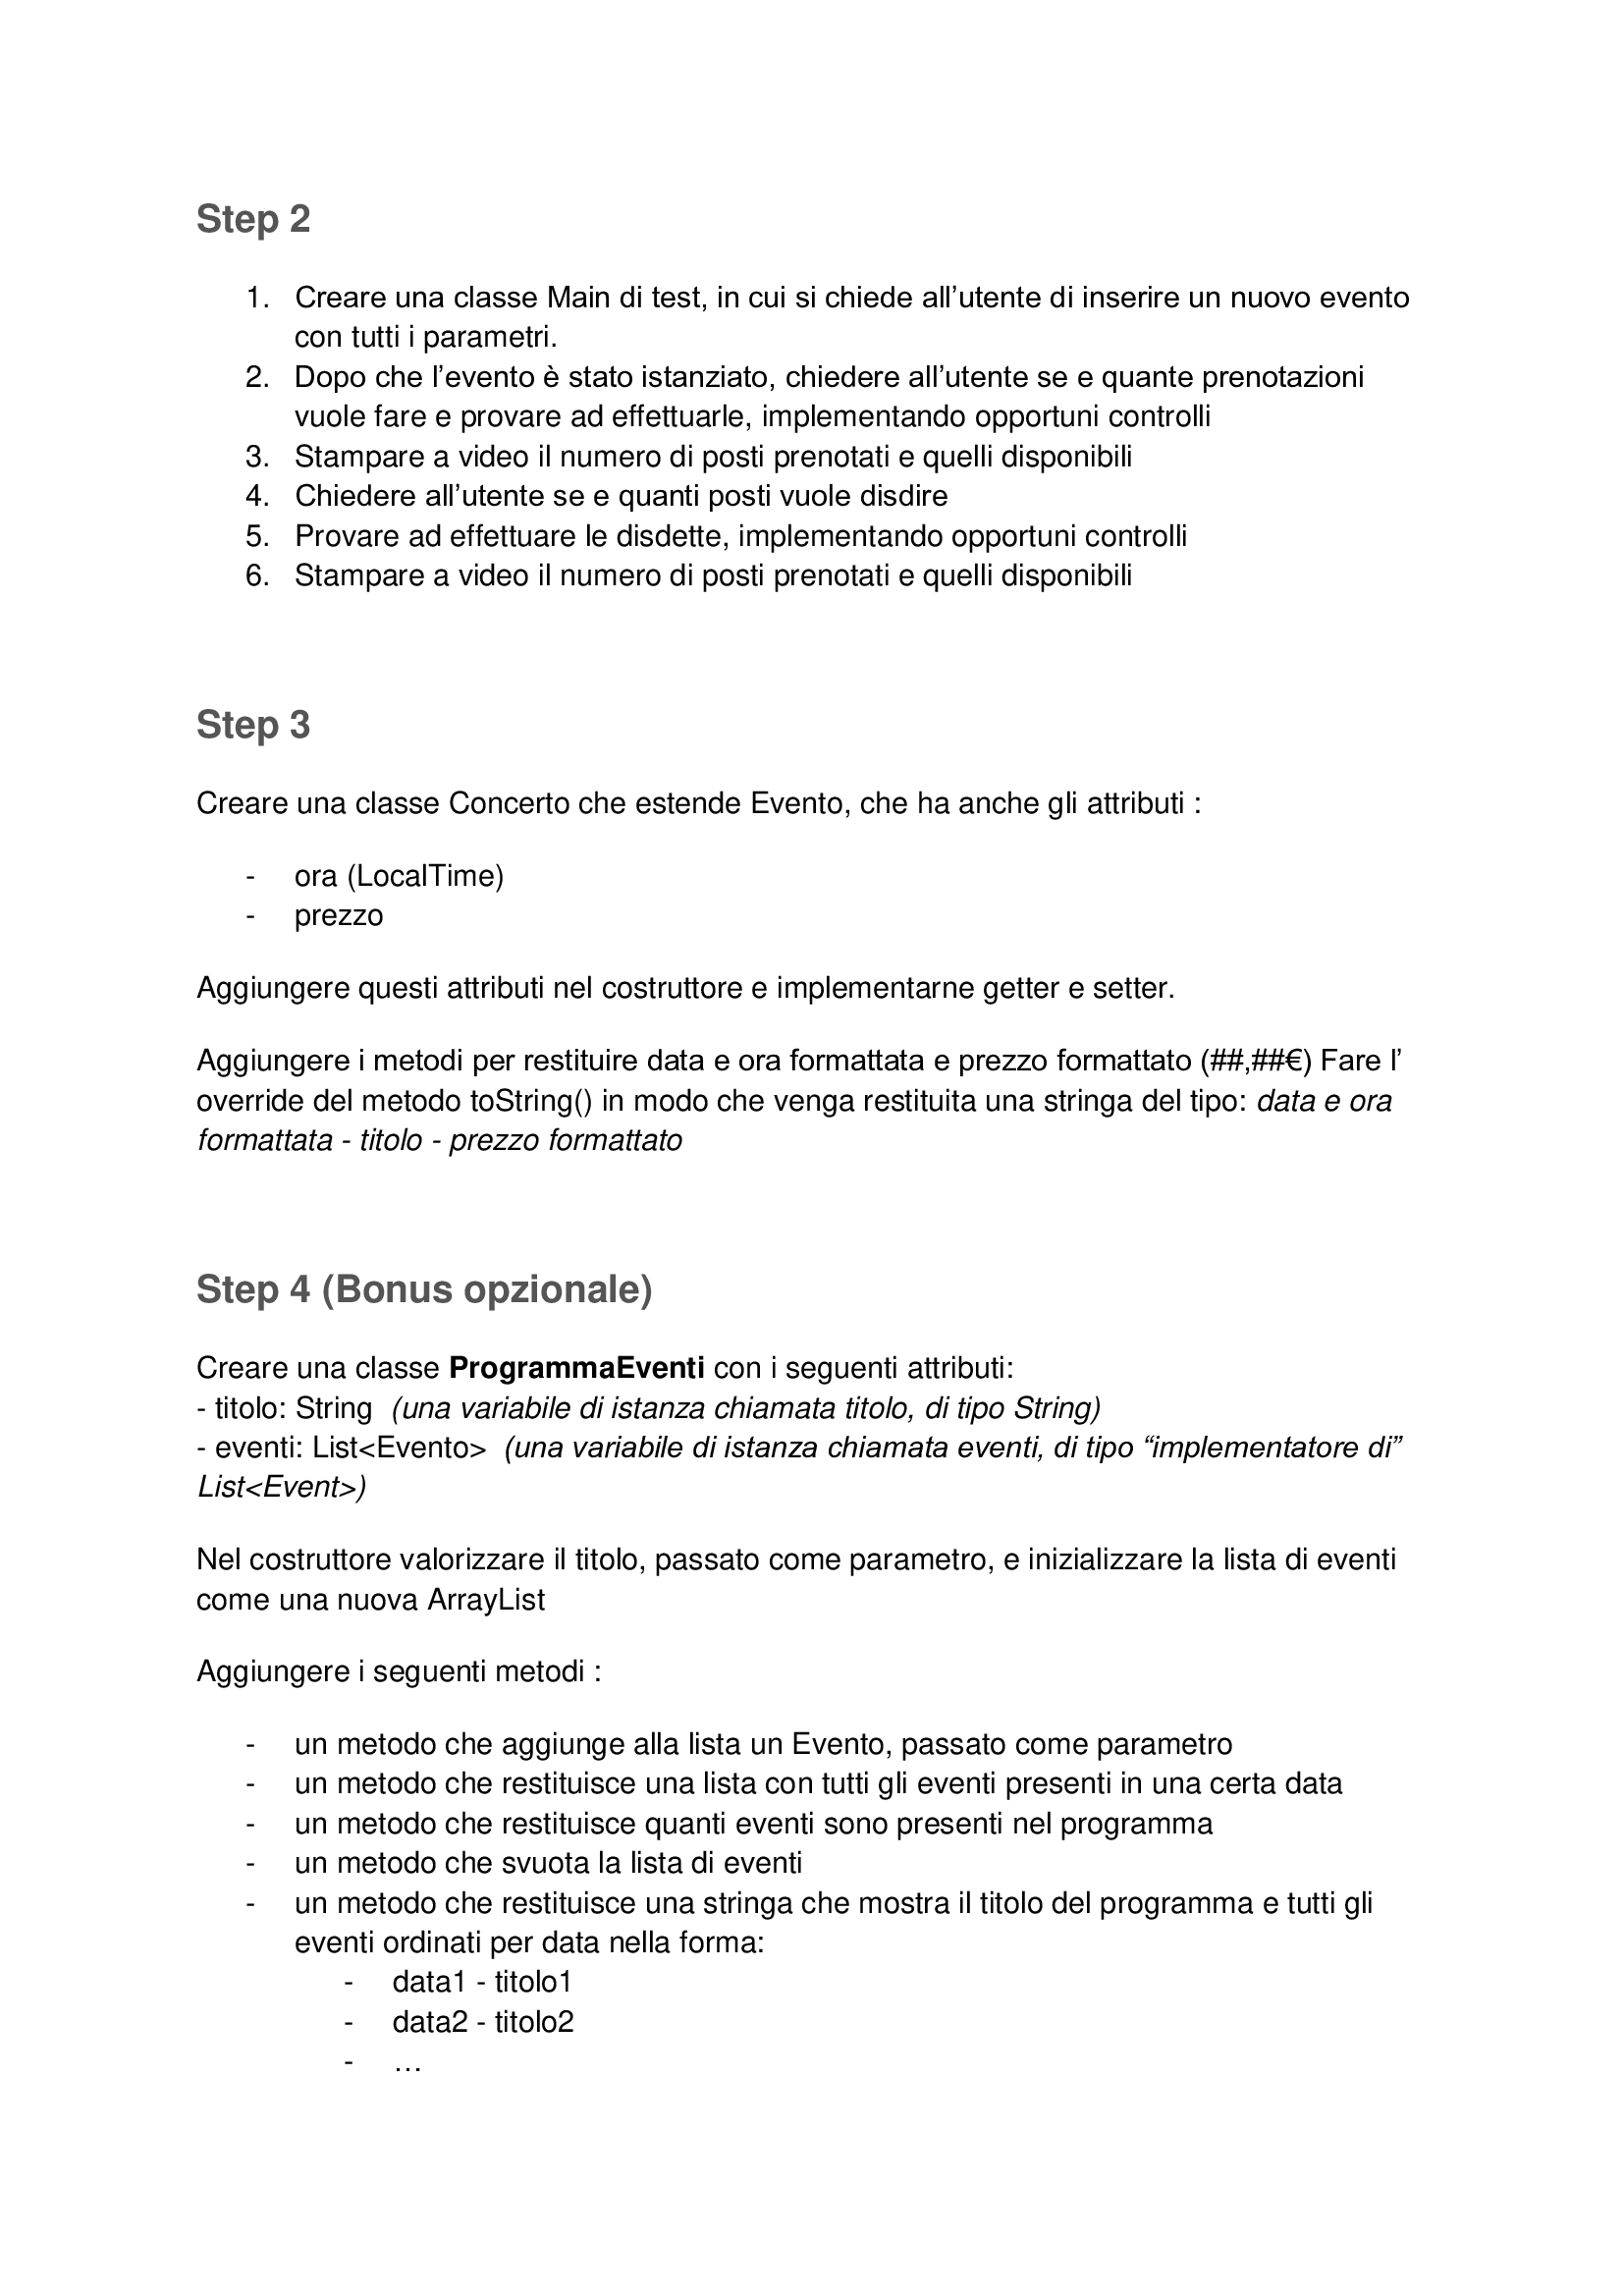 Step 2
1. Creare una classe Main di test, in cui si chiede all’utente di inserire un nuovo evento
con tutti i parametri.
2. Dopo che l’evento è stato istanziato, chiedere all’utente se e quante prenotazioni
vuole fare e provare ad effettuarle, implementando opportuni controlli
3. Stampare a video il numero di posti prenotati e quelli disponibili
4. Chiedere all’utente se e quanti posti vuole disdire
5. Provare ad effettuare le disdette, implementando opportuni controlli
6. Stampare a video il numero di posti prenotati e quelli disponibili
Step 3
Creare una classe Concerto che estende Evento, che ha anche gli attributi :
- ora (LocalTime)
- prezzo
Aggiungere questi attributi nel costruttore e implementarne getter e setter.
Aggiungere i metodi per restituire data e ora formattata e prezzo formattato (##,##€) Fare l’
override del metodo toString() in modo che venga restituita una stringa del tipo: data e ora
formattata - titolo - prezzo formattato
Step 4 (Bonus opzionale)
Creare una classe ProgrammaEventi con i seguenti attributi:
- titolo: String (una variabile di istanza chiamata titolo, di tipo String)
- eventi: List<Evento> (una variabile di istanza chiamata eventi, di tipo “implementatore di”
List<Event>)
Nel costruttore valorizzare il titolo, passato come parametro, e inizializzare la lista di eventi
come una nuova ArrayList
Aggiungere i seguenti metodi :
- un metodo che aggiunge alla lista un Evento, passato come parametro
- un metodo che restituisce una lista con tutti gli eventi presenti in una certa data
- un metodo che restituisce quanti eventi sono presenti nel programma
- un metodo che svuota la lista di eventi
- un metodo che restituisce una stringa che mostra il titolo del programma e tutti gli
eventi ordinati per data nella forma:
- data1 - titolo1
- data2 - titolo2
- …